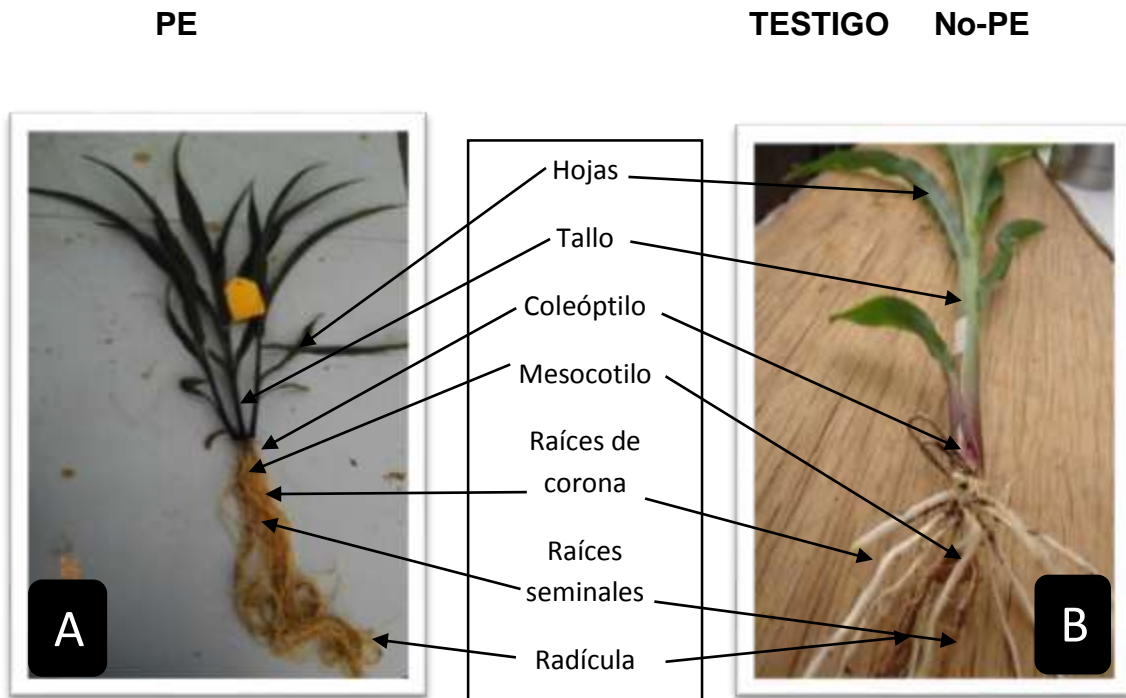 PE
TESTIGO No-PE
Hojas
Tallo
Coleóptilo
Mesocotilo
Raíces de
corona
Raíces
seminales
Radícula
A
B